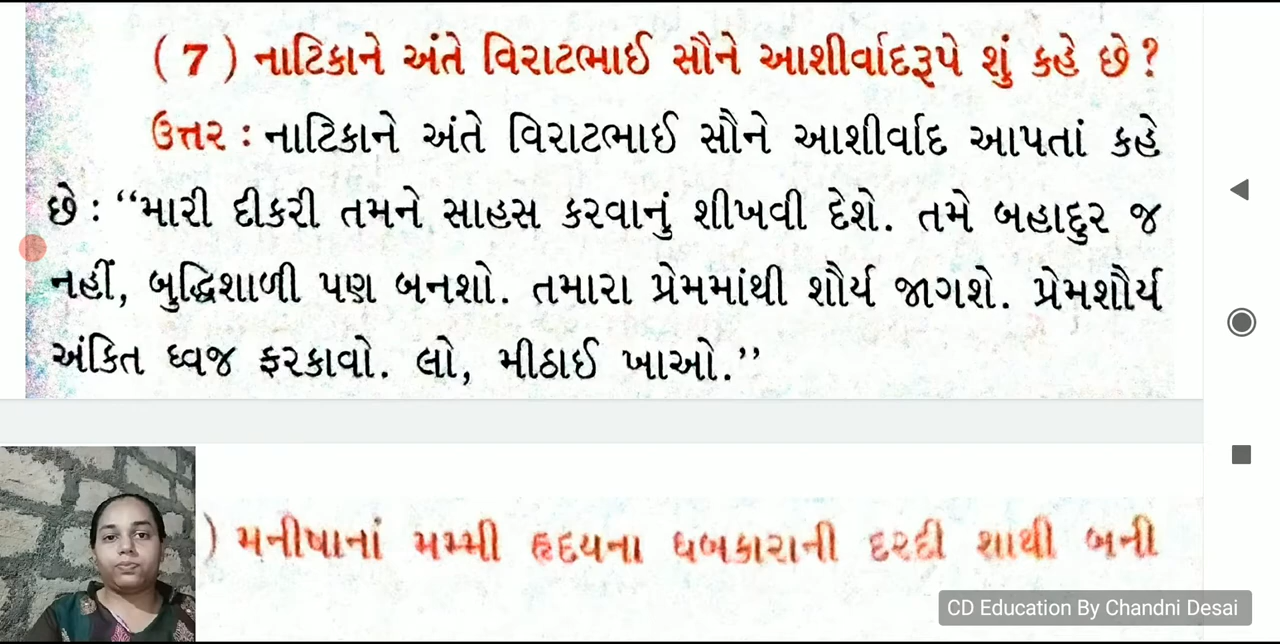 (7) નાટિકાને અંતે વિરાટભાઈ સૌને આશીર્વાદરૂપે શું કહે છે?
ઉત્તર : નાટિકાને અંતે વિરાટભાઈ સૌને આશીર્વાદ આપતાં કહે
છે : “મારી દીકરી તમને સાહસ કરવાનું શીખવી દેશે. તમે બહાદુર જ
નહીં, બુદ્ધિશાળી પણ બનશો. તમારા પ્રેમમાંથી શૌર્ય જાગશે. પ્રેમશૌર્ય
અંકિત ધ્વજ ફરકાવો. લો, મીઠાઈ ખાઓ.”
) મનીષાનાં મમ્મી હૃદયના ધબકારાની દરદી શાથી બની
CD Education By Chandni Desai